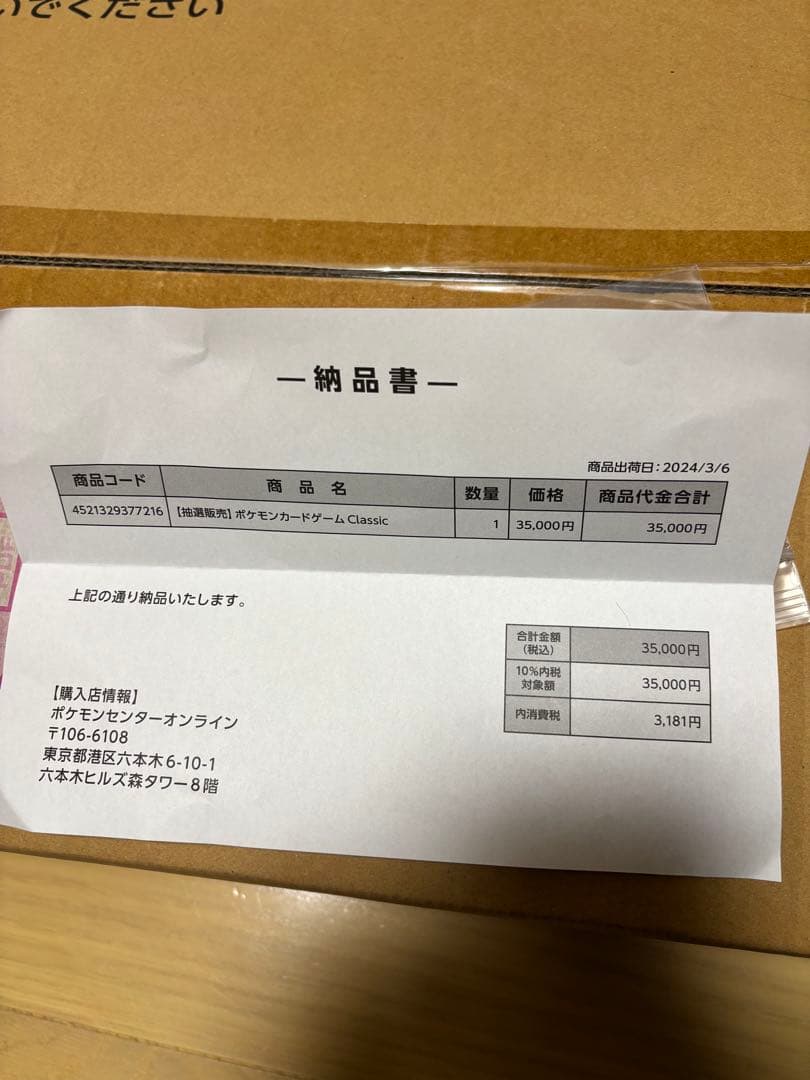 いでください
—納品書—
商品出荷日:2024/3/6
商品コード 商品名 数量 価格 商品代金合計
4521329377216 【抽選販売】ポケモンカードゲーム Classic 1 35,000円 35,000円
上記の通り納品いたします。
合計金額
(税込) 35,000円
10%内税
対象額 35,000円
内消費税 3,181円
【購入店情報】
ポケモンセンターオンライン
〒106-6108
東京都港区六本木6-10-1
六本木ヒルズ森タワー8階